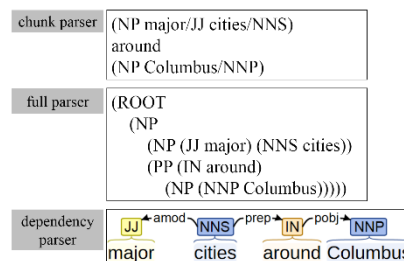 chunk parser
(NP major/JJ cities/NNS)
around
(NP Columbus/NNP)
full parser
(ROOT
(NP
(NP (JJ major) (NNS cities))
(PP (IN around)
(NP (NNP Columbus)))))
dependency
parser
JJ amod NNS prep IN pobj NNP
major cities around Columbus